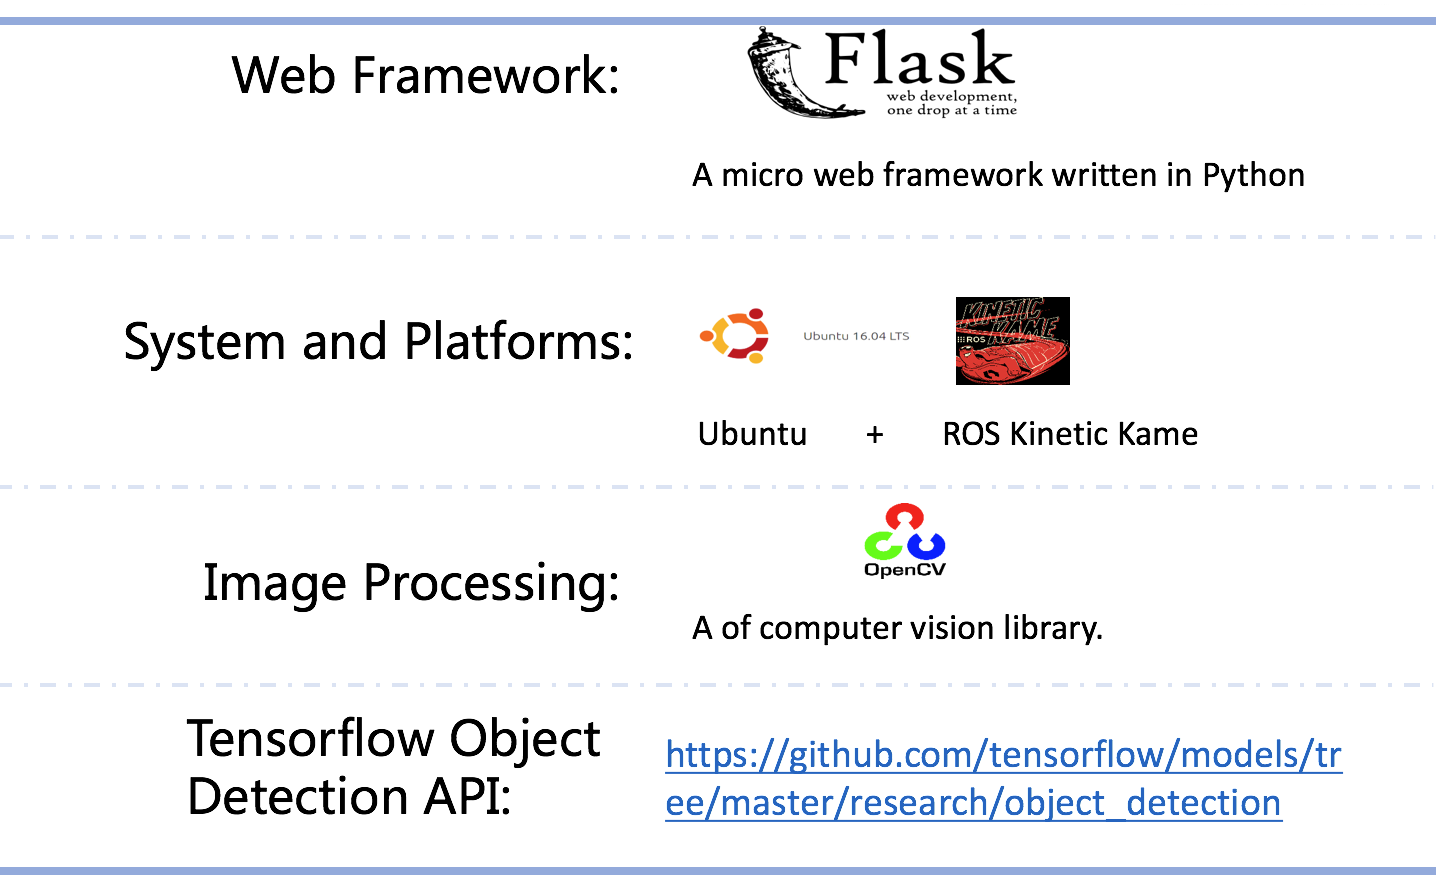 Web Framework:
Flask
web development,
one drop at a time
A micro web framework written in Python
System and Platforms:
Ubuntu 16.04 LTS
KINETIC
KAME
ROS
Ubuntu + ROS Kinetic Kame
OpenCV
Image Processing:
A of computer vision library.
Tensorflow Object
Detection API:
https://github.com/tensorflow/models/tr
ee/master/research/object_detection